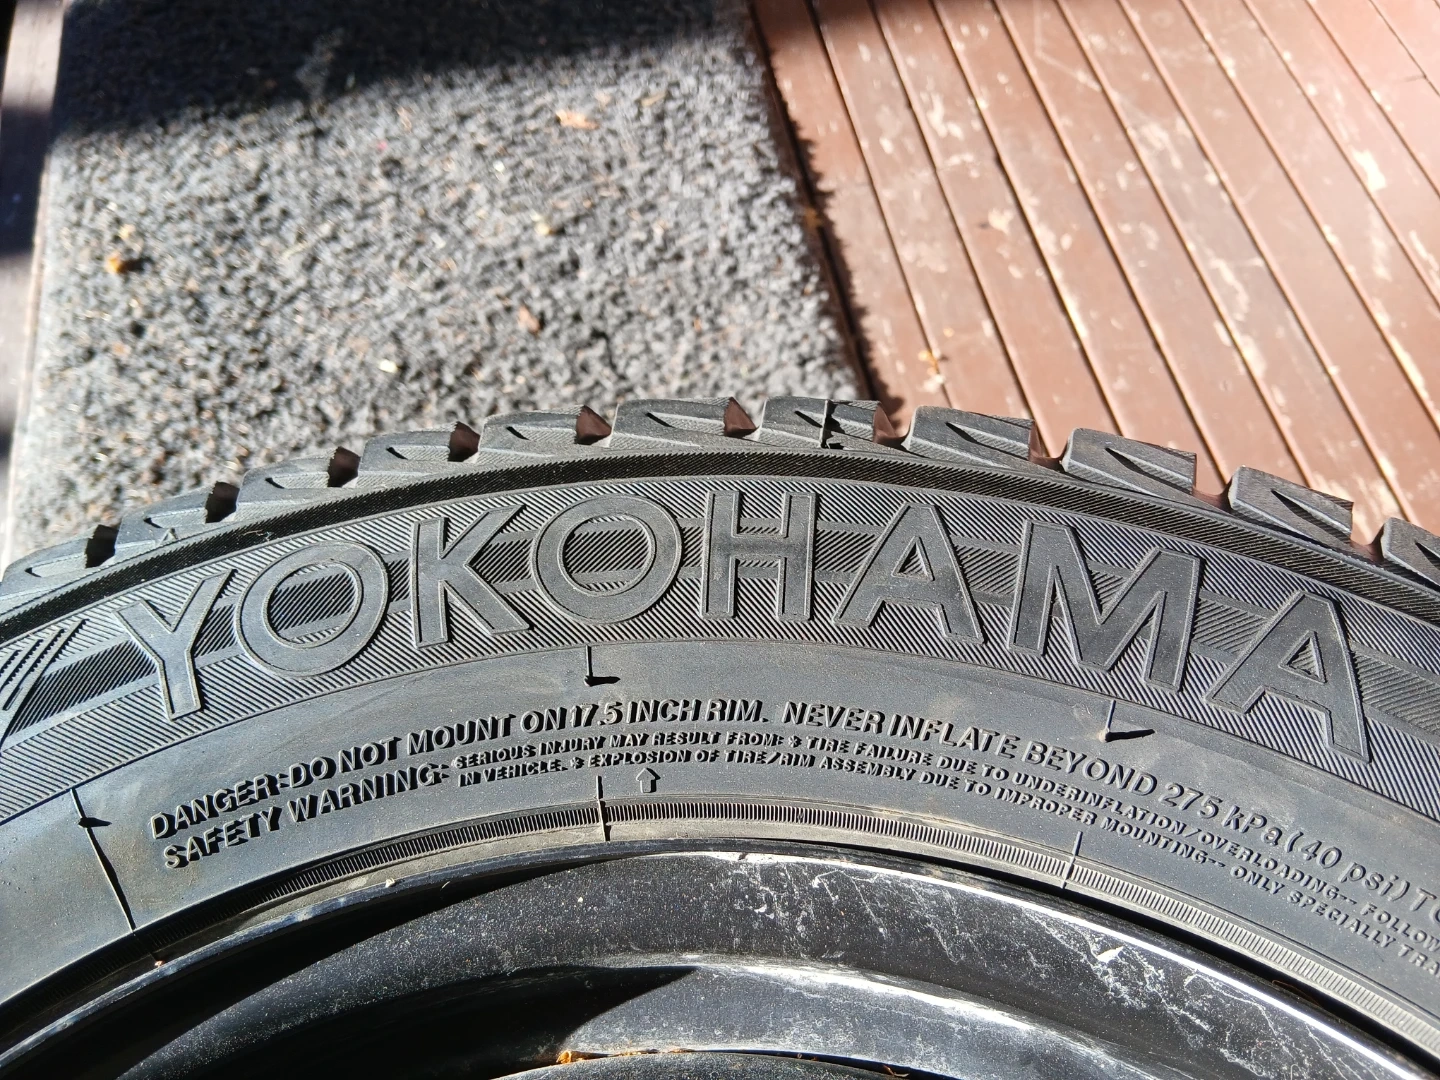 YOKOHAMA
DANGER:DO NOT MOUNT ON 17.5 INCH RIM. NEVER INFLATE BEYOND 275 kPa (40 psi)
SAFETY WARNING: SERIOUS INJURY MAY RESULT FROM: * TIRE FAILURE DUE TO UNDERINFLATION/OVERLOADING-- FOLLOW
IN VEHICLE. * EXPLOSION OF TIRE/RIM ASSEMBLY DUE TO IMPROPER MOUNTING-- ONLY SPECIALLY